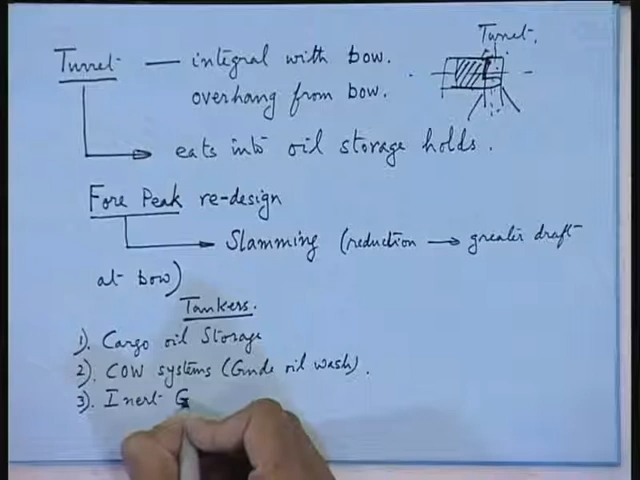 Turret.
Turret — integral with bow.
overhang from bow.
eats into oil storage holds.
Fore Peak re-design
Slamming (reduction → greater draft
at bow)
Tankers.
1). Cargo oil Storage
2). COW systems (Crude oil wash).
3). Inert G